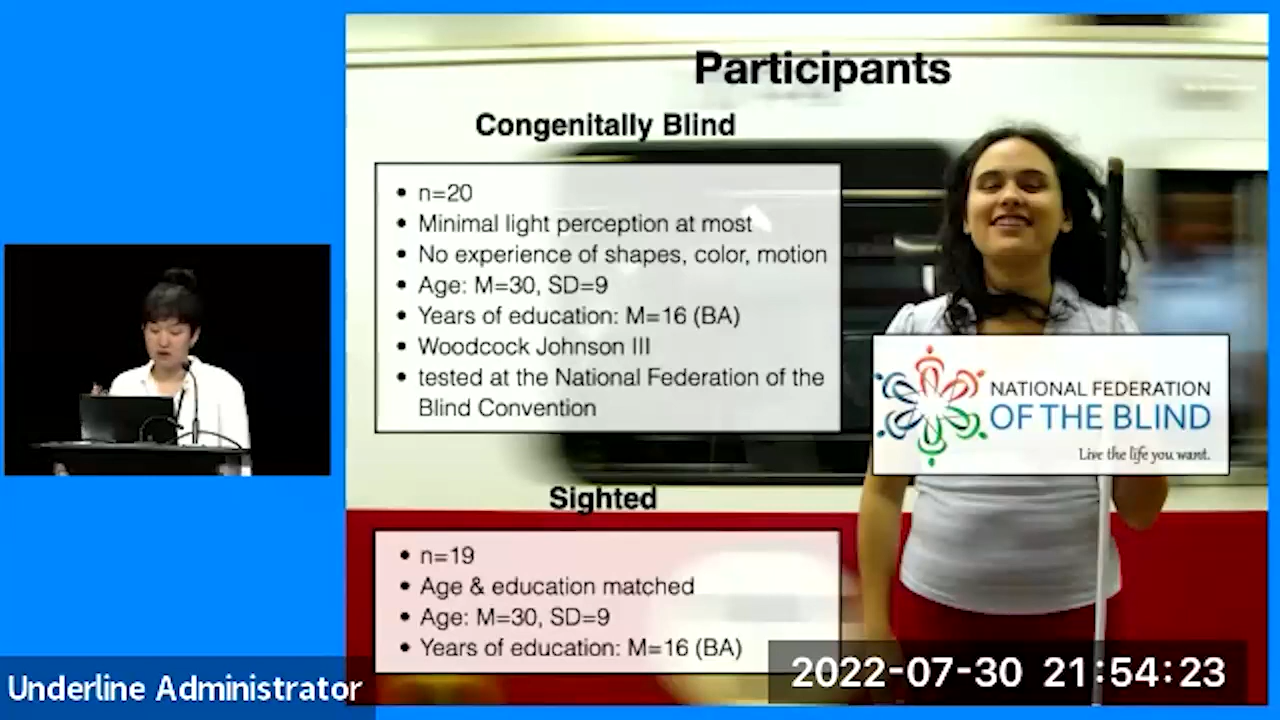 Participants
Congenitally Blind
• n=20
• Minimal light perception at most
• No experience of shapes, color, motion
• Age: M=30, SD=9
• Years of education: M=16 (BA)
• Woodcock Johnson III
• tested at the National Federation of the
Blind Convention
NATIONAL FEDERATION
OF THE BLIND
Live the life you want.
Sighted
• n=19
• Age & education matched
• Age: M=30, SD=9
• Years of education: M=16 (BA)
Underline Administrator
2022-07-30 21:54:23